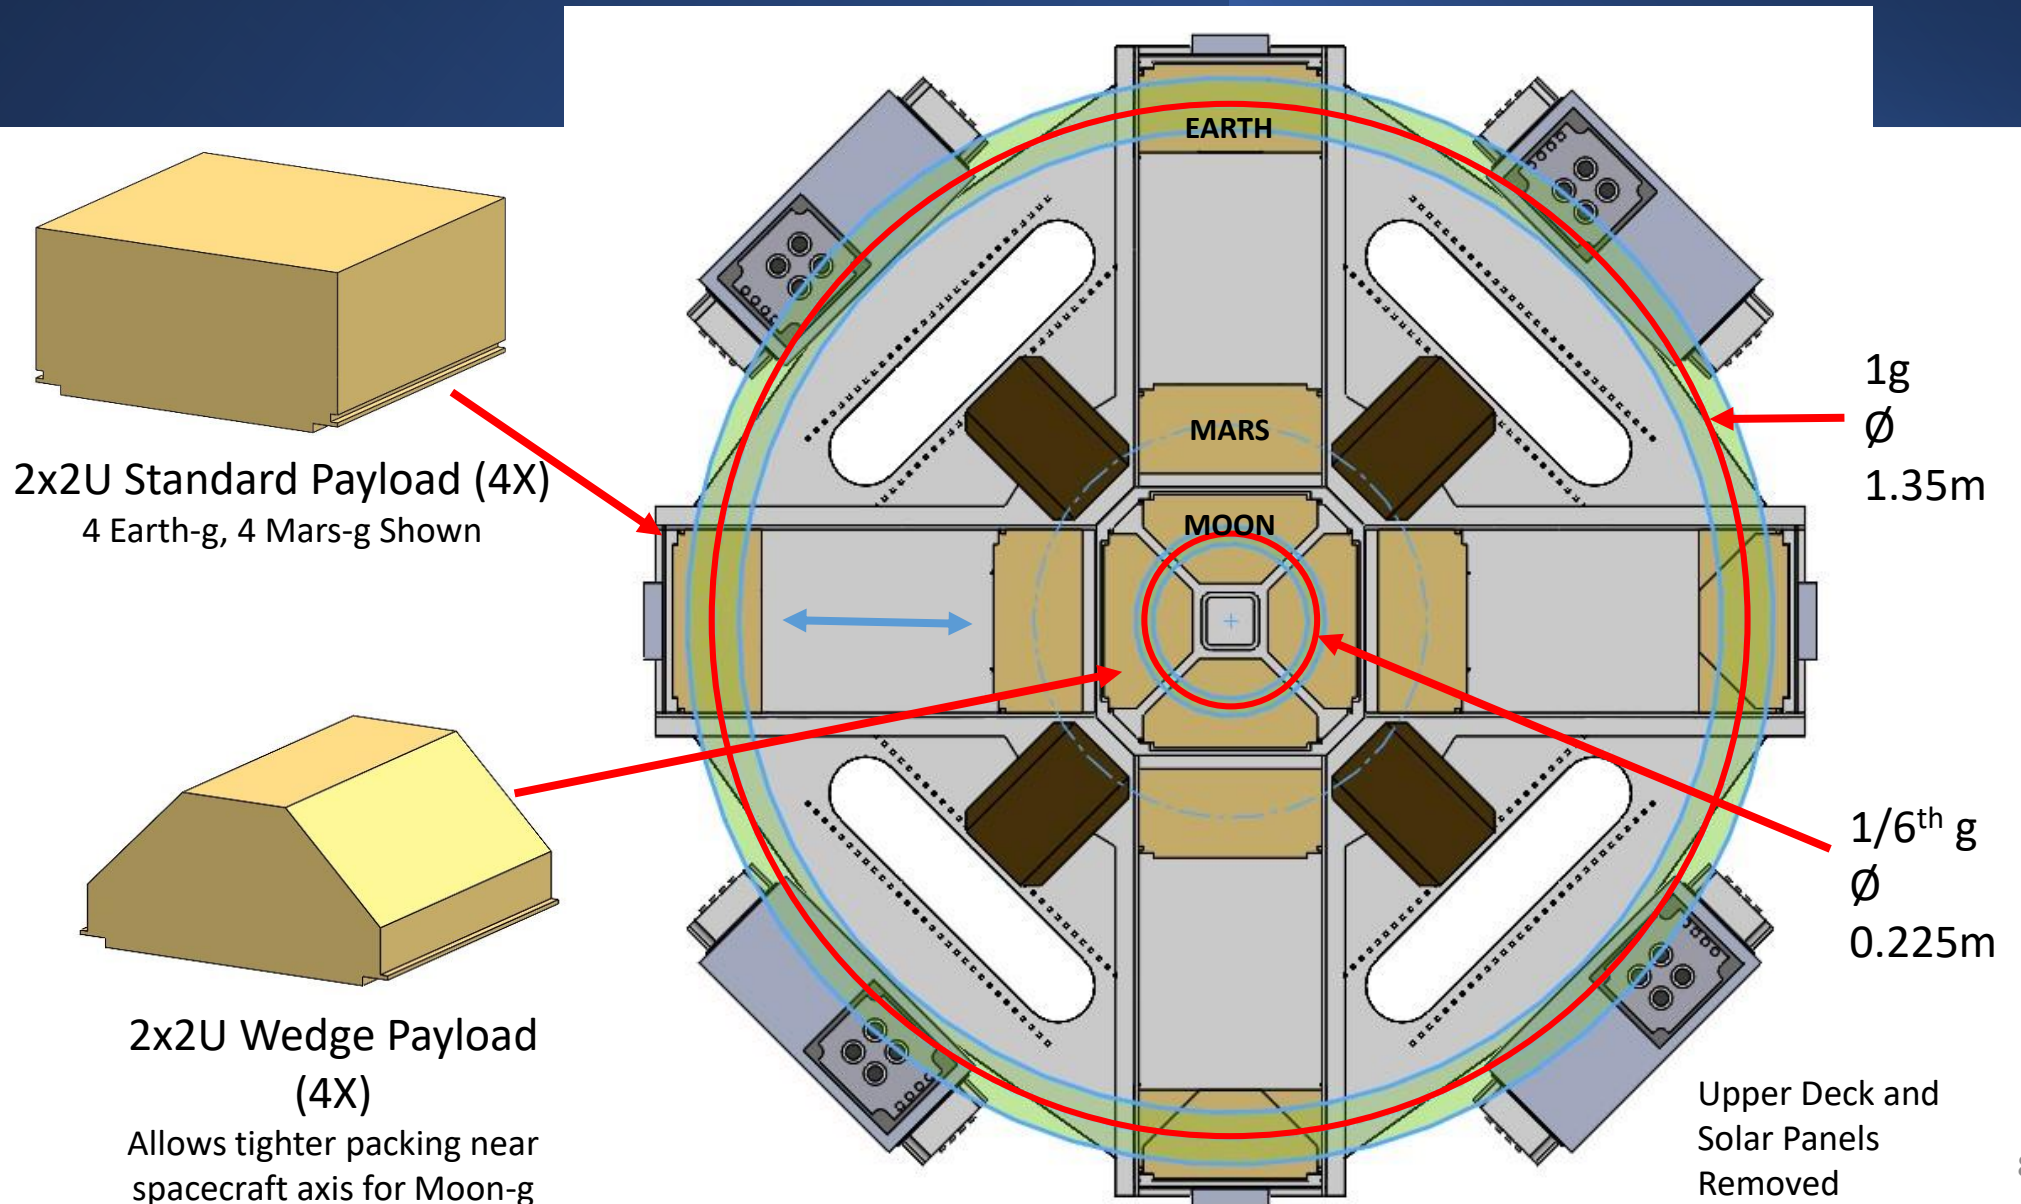 EARTH
MARS
MOON
2x2U Standard Payload (4X)
4 Earth-g, 4 Mars-g Shown
1g
Ø
1.35m
1/6th g
Ø
0.225m
2x2U Wedge Payload
(4X)
Allows tighter packing near
spacecraft axis for Moon-g
Upper Deck and
Solar Panels
Removed